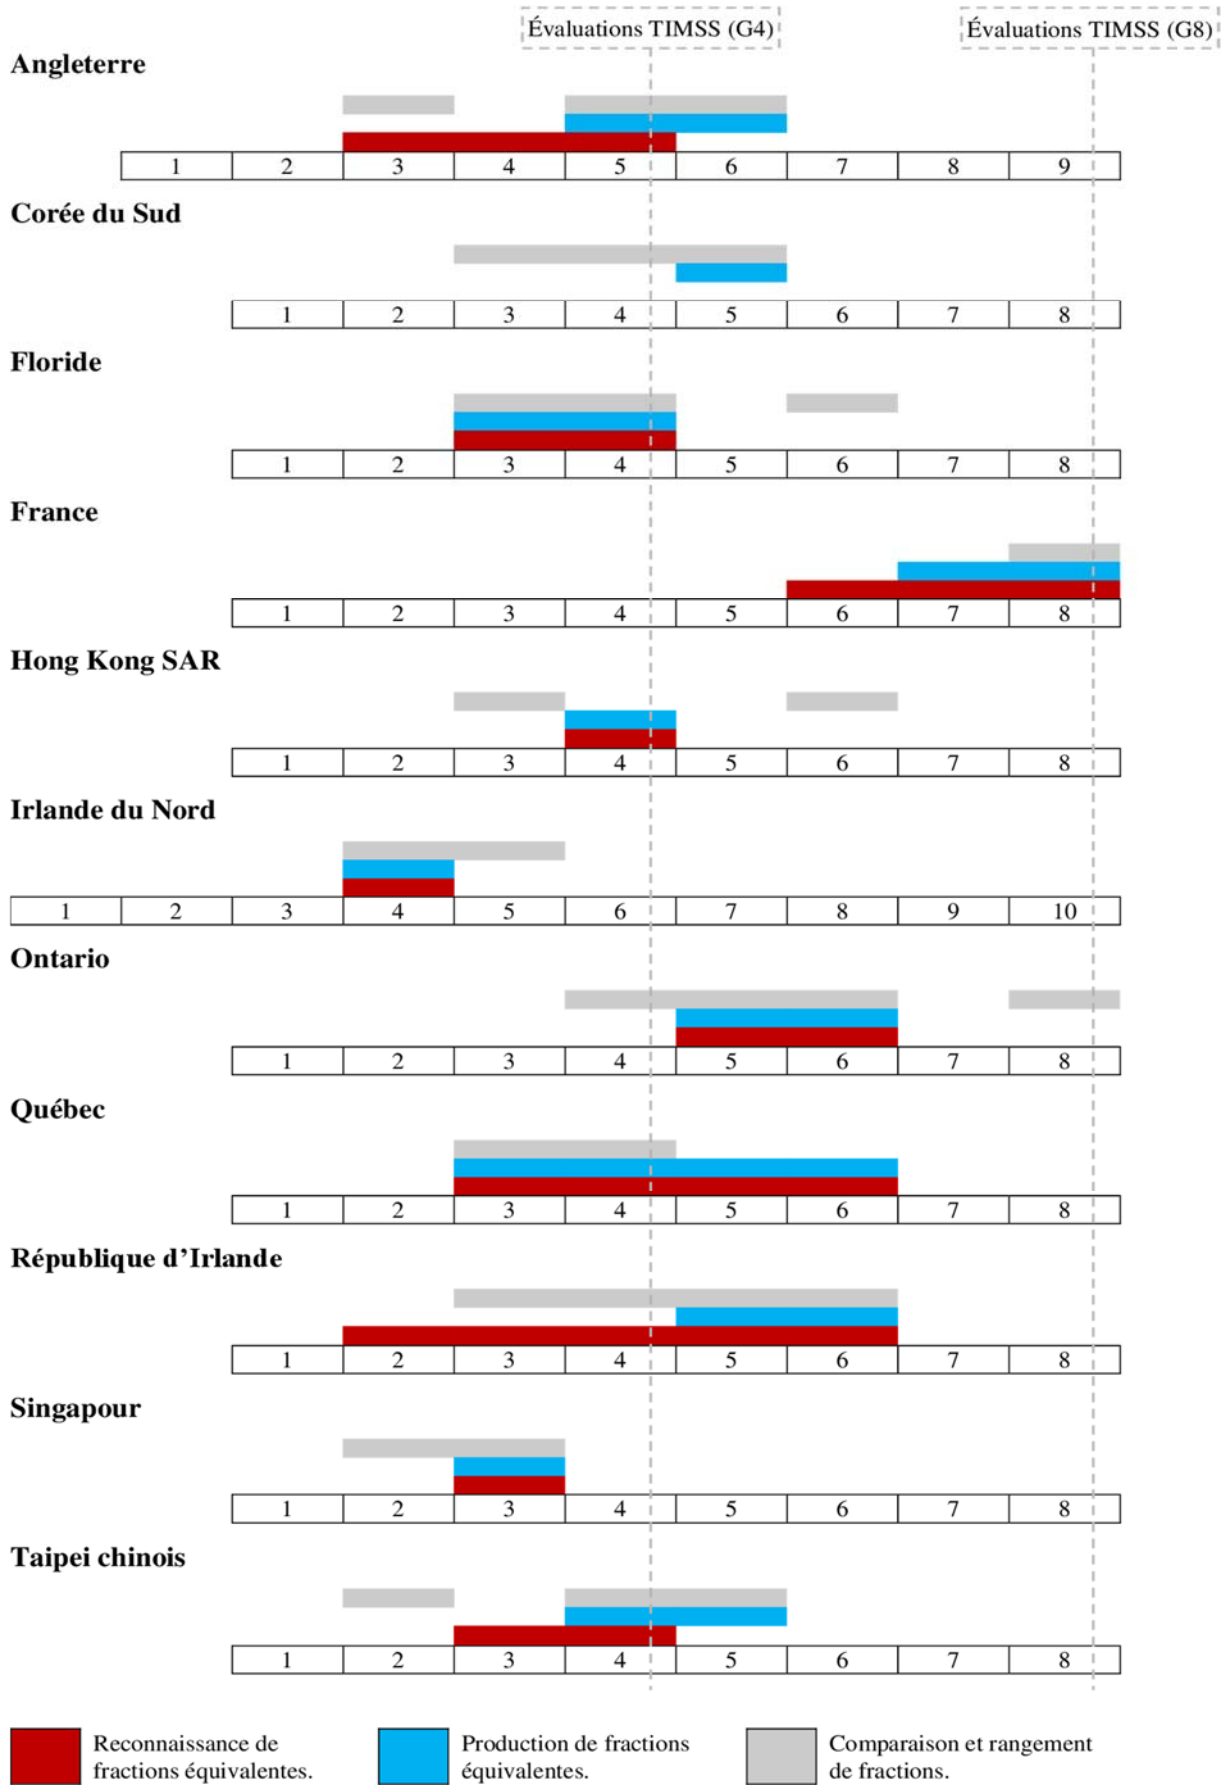 Évaluations TIMSS (G4)
Évaluations TIMSS (G8)
Angleterre
1 2 3 4 5 6 7 8 9
Corée du Sud
1 2 3 4 5 6 7 8
Floride
1 2 3 4 5 6 7 8
France
1 2 3 4 5 6 7 8
Hong Kong SAR
1 2 3 4 5 6 7 8
Irlande du Nord
1 2 3 4 5 6 7 8 9 10
Ontario
1 2 3 4 5 6 7 8
Québec
1 2 3 4 5 6 7 8
République d’Irlande
1 2 3 4 5 6 7 8
Singapour
1 2 3 4 5 6 7 8
Taipei chinois
1 2 3 4 5 6 7 8
Reconnaissance de
fractions équivalentes.
Production de fractions
équivalentes.
Comparaison et rangement
de fractions.